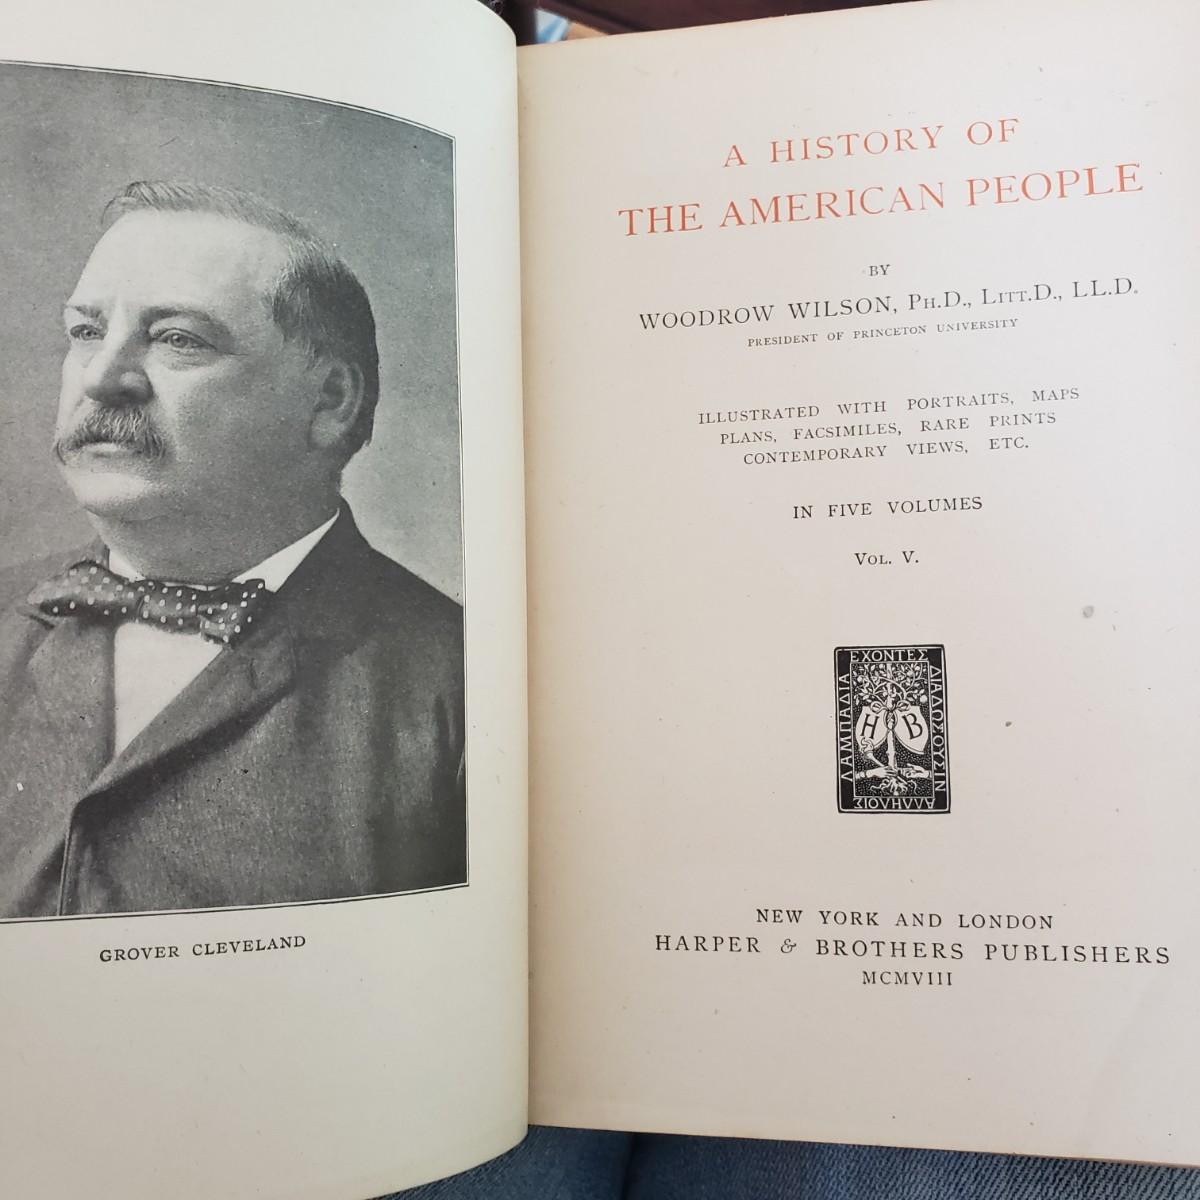 GROVER CLEVELAND
A HISTORY OF
THE AMERICAN PEOPLE
BY
WOODROW WILSON, PH.D., LITT.D., LL.D.
PRESIDENT OF PRINCETON UNIVERSITY
ILLUSTRATED WITH PORTRAITS, MAPS
PLANS, FACSIMILES, RARE PRINTS
CONTEMPORARY VIEWS, ETC.
IN FIVE VOLUMES
VOL. V.
ΛΑΜΠΑΔΙΑ
ΕΧΟΝΤΕΣ
ΔΙΑΔΩΣΟΥΣΙΝ
ΑΛΛΗΛΟΙΣ
H B
NEW YORK AND LONDON
HARPER & BROTHERS PUBLISHERS
MCMVIII